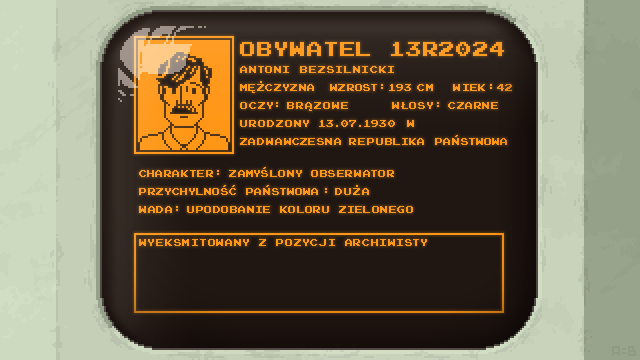 OBYWATEL 13R2024
ANTONI BEZSILNICKI
MĘŻCZYZNA WZROST: 193 CM WIEK: 42
OCZY: BRĄZOWE WŁOSY: CZARNE
URODZONY 13.07.1930 W
ZADWAWCZESNA REPUBLIKA PAŃSTWOWA
CHARAKTER: ZAMYŚLONY OBSERWATOR
PRZYCHYLNOŚĆ PAŃSTWOWA : DUŻA
WADA: UPODOBANIE KOLORU ZIELONEGO
WYEKSMITOWANY Z POZYCJI ARCHIWISTY